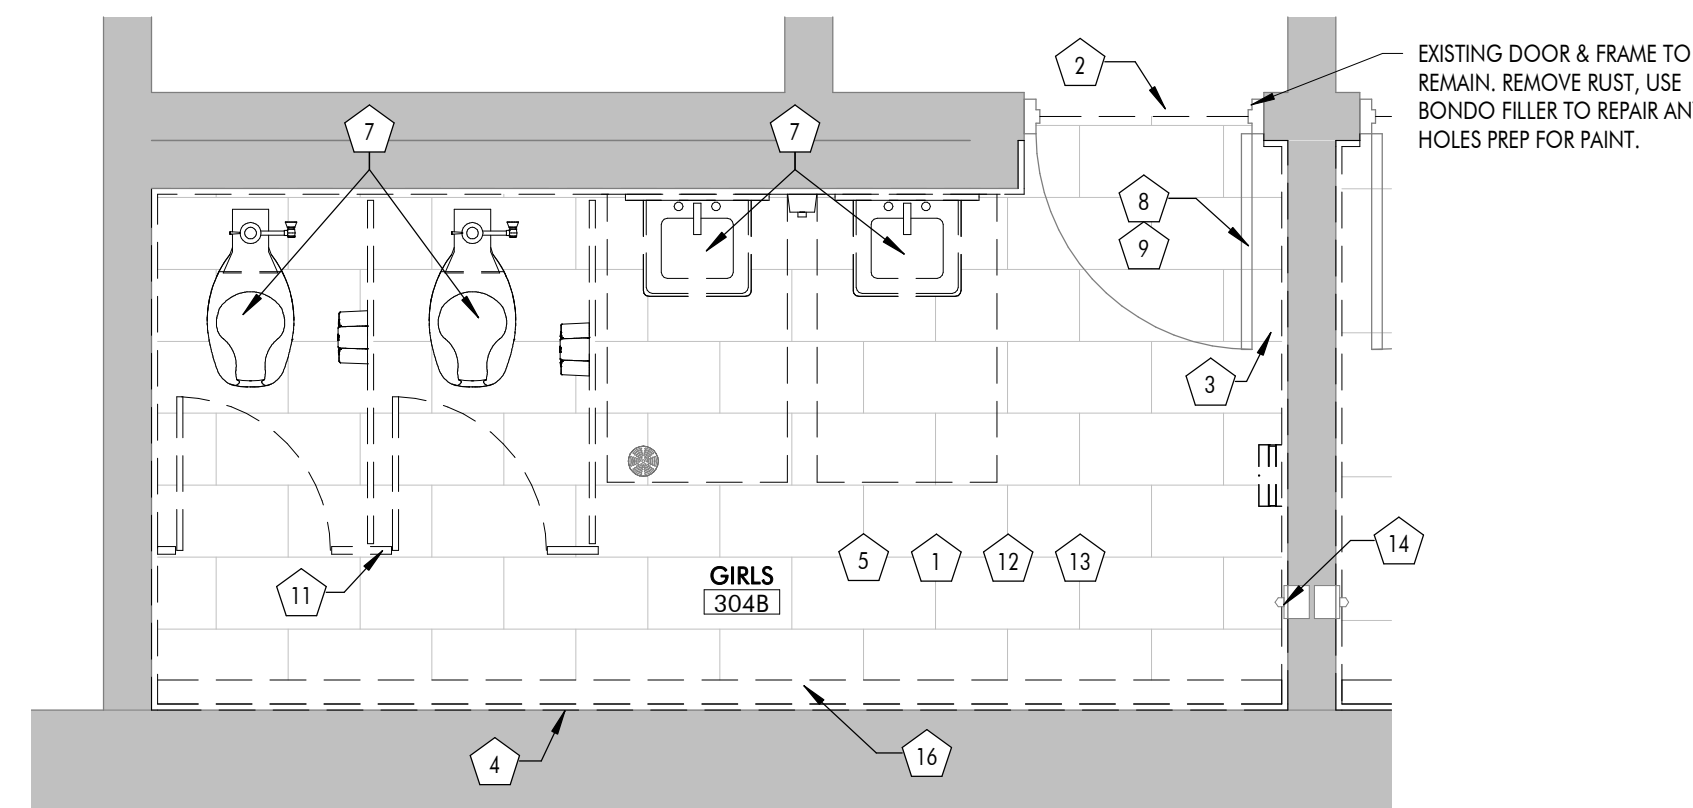 2
EXISTING DOOR & FRAME TO
REMAIN. REMOVE RUST, USE
BONDO FILLER TO REPAIR AN
HOLES PREP FOR PAINT.
7
7
8
9
3
5
1
12
13
14
GIRLS
304B
11
4
16